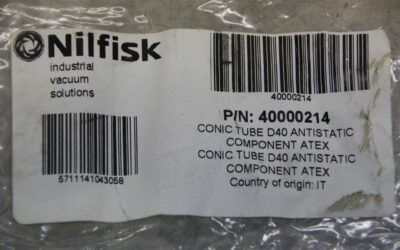 Nilfisk
industrial
vacuum
solutions
5711141043058
40000214
P/N: 40000214
CONIC TUBE D40 ANTISTATIC
COMPONENT ATEX
CONIC TUBE D40 ANTISTATIC
COMPONENT ATEX
Country of origin: IT